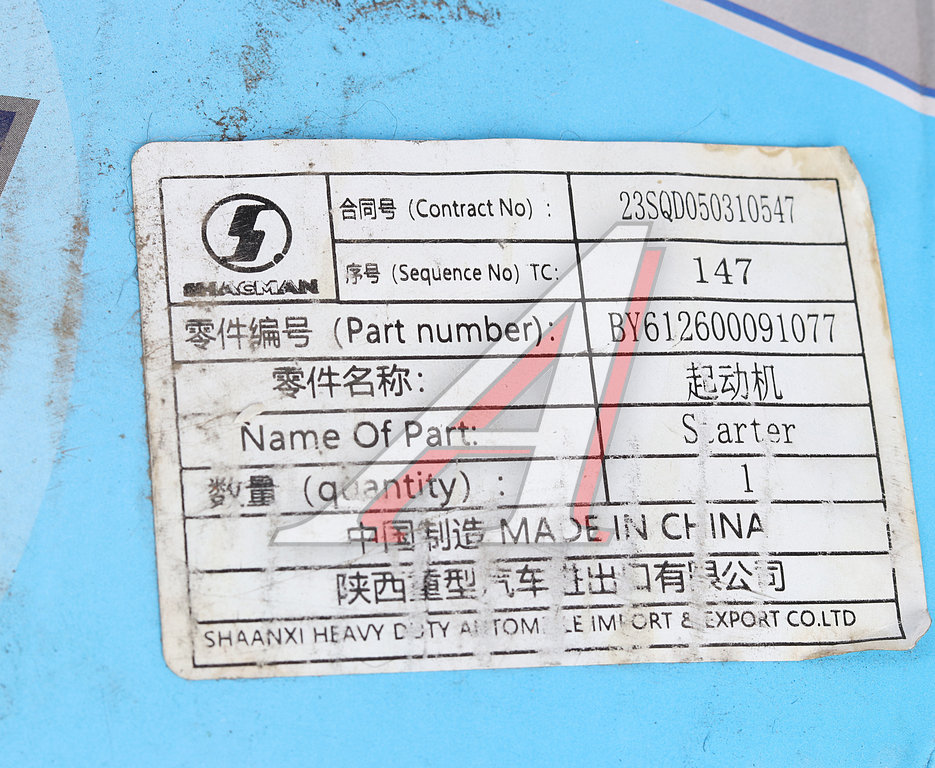 SHACMAN
合同号（Contract No）： 23SQD050310547
序号（Sequence No）TC: 147
零件编号（Part number）: BY612600091077
零件名称： 起动机
Name Of Part: Starter
数量（quantity）： 1
中国制造 MADE IN CHINA
陕西重型汽车进出口有限公司
SHAANXI HEAVY DUTY AUTOMOBILE IMPORT & EXPORT CO.LTD